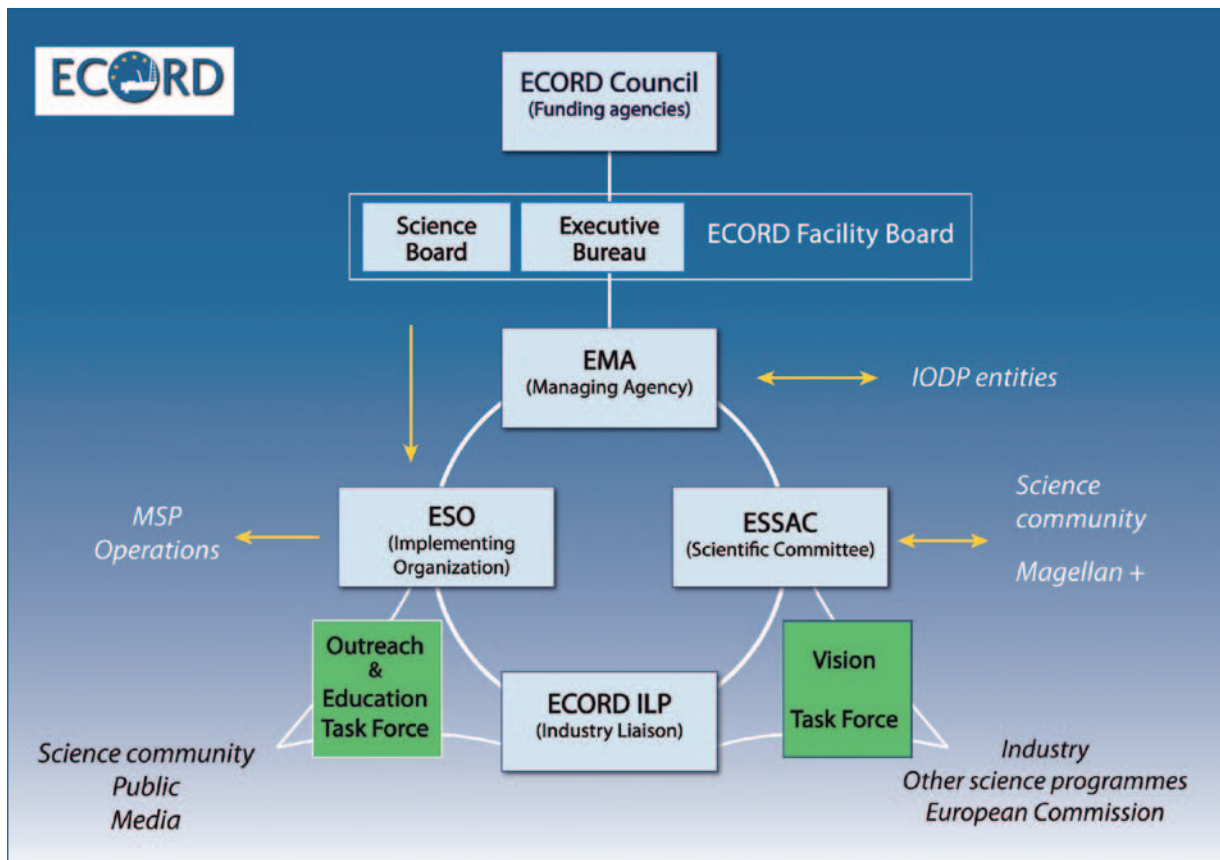 ECORD
ECORD Council
(Funding agencies)
Science
Board
Executive
Bureau
ECORD Facility Board
EMA
(Managing Agency)
IODP entities
MSP
Operations
ESO
(Implementing
Organization)
ESSAC
(Scientific Committee)
Science
community
Magellan +
Outreach
&
Education
Task Force
ECORD ILP
(Industry Liaison)
Vision
Task Force
Science community
Public
Media
Industry
Other science programmes
European Commission